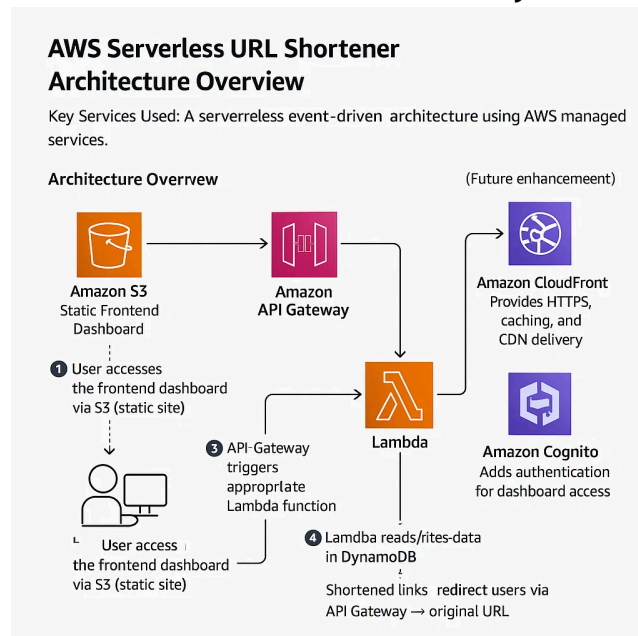 AWS Serverless URL Shortener
Architecture Overview
Key Services Used: A serverreless event-driven architecture using AWS managed
services.
Architecture Overrvew
(Future enhancemeent)
Amazon S3
Static Frontend
Dashboard
Amazon
API Gateway
Amazon CloudFront
Provides HTTPS,
caching, and
CDN delivery
1 User accesses
the frontend dashboard
via S3 (static site)
Lambda
Amazon Cognito
Adds authentication
for dashboard access
3 API-Gateway
triggers
approprlate
Lambda function
User access
the frontend dashboard
via S3 (static site)
4 Lamdba reads/rites-data
in DynamoDB
Shortened links redirect users via
API Gateway → original URL